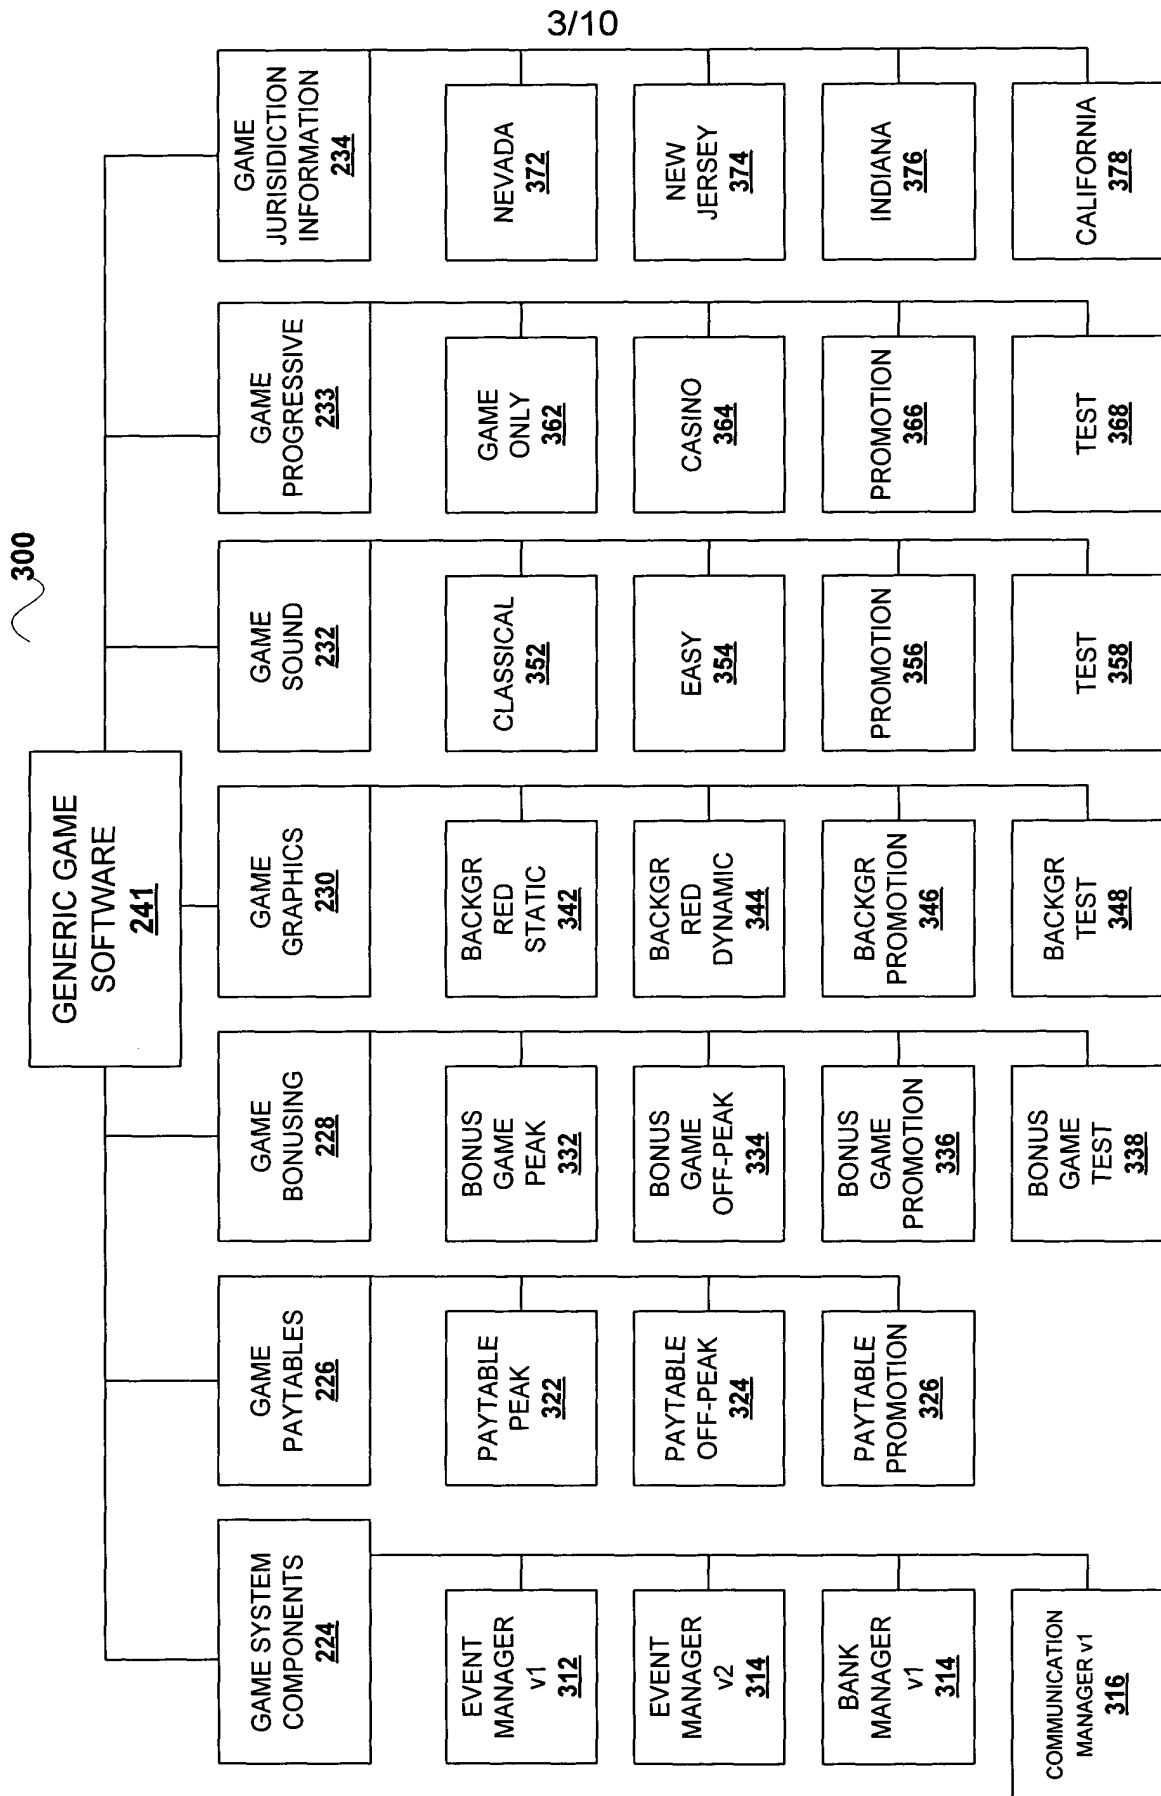 3/10
300
GENERIC GAME
SOFTWARE
241
GAME SYSTEM
COMPONENTS
224
EVENT
MANAGER
v1
312
EVENT
MANAGER
v2
314
BANK
MANAGER
v1
314
COMMUNICATION
MANAGER v1
316
GAME
PAYTABLES
226
PAYTABLE
PEAK
322
PAYTABLE
OFF-PEAK
324
PAYTABLE
PROMOTION
326
GAME
BONUSING
228
BONUS
GAME
PEAK
332
BONUS
GAME
OFF-PEAK
334
BONUS
GAME
PROMOTION
336
BONUS
GAME
TEST
338
GAME
GRAPHICS
230
BACKGR
RED
STATIC
342
BACKGR
RED
DYNAMIC
344
BACKGR
PROMOTION
346
BACKGR
TEST
348
GAME
SOUND
232
CLASSICAL
352
EASY
354
PROMOTION
356
TEST
358
GAME
PROGRESSIVE
233
GAME
ONLY
362
CASINO
364
PROMOTION
366
TEST
368
GAME
JURISIDICTION
INFORMATION
234
NEVADA
372
NEW
JERSEY
374
INDIANA
376
CALIFORNIA
378